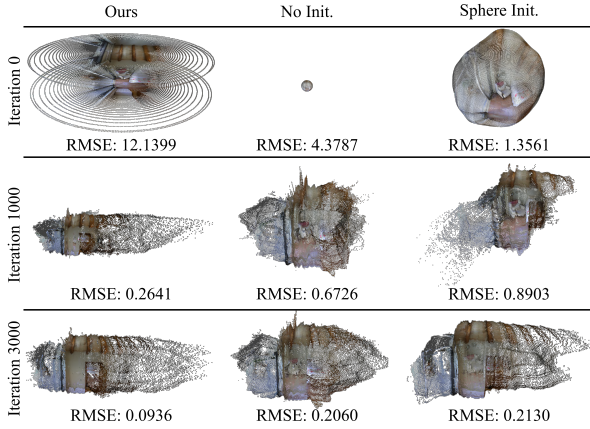 Ours No Init. Sphere Init.
Iteration 0
RMSE: 12.1399 RMSE: 4.3787 RMSE: 1.3561
Iteration 1000
RMSE: 0.2641 RMSE: 0.6726 RMSE: 0.8903
Iteration 3000
RMSE: 0.0936 RMSE: 0.2060 RMSE: 0.2130